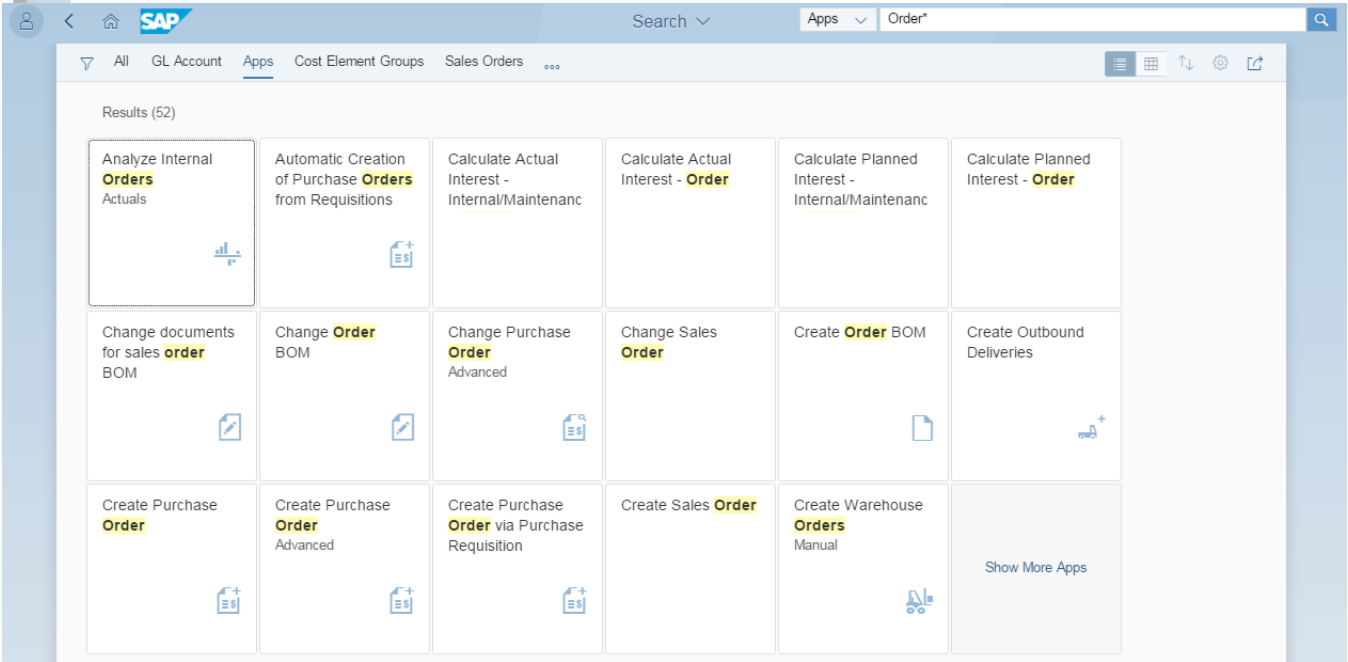 SAP
Search
Apps
Order*
All
GL Account
Apps
Cost Element Groups
Sales Orders
Results (52)
Analyze Internal
Orders
Actuals
Automatic Creation
of Purchase Orders
from Requisitions
Calculate Actual
Interest -
Internal/Maintenanc
Calculate Actual
Interest - Order
Calculate Planned
Interest -
Internal/Maintenanc
Calculate Planned
Interest - Order
Change documents
for sales order
BOM
Change Order
BOM
Change Purchase
Order
Advanced
Change Sales
Order
Create Order BOM
Create Outbound
Deliveries
Create Purchase
Order
Create Purchase
Order
Advanced
Create Purchase
Order via Purchase
Requisition
Create Sales Order
Create Warehouse
Orders
Manual
Show More Apps